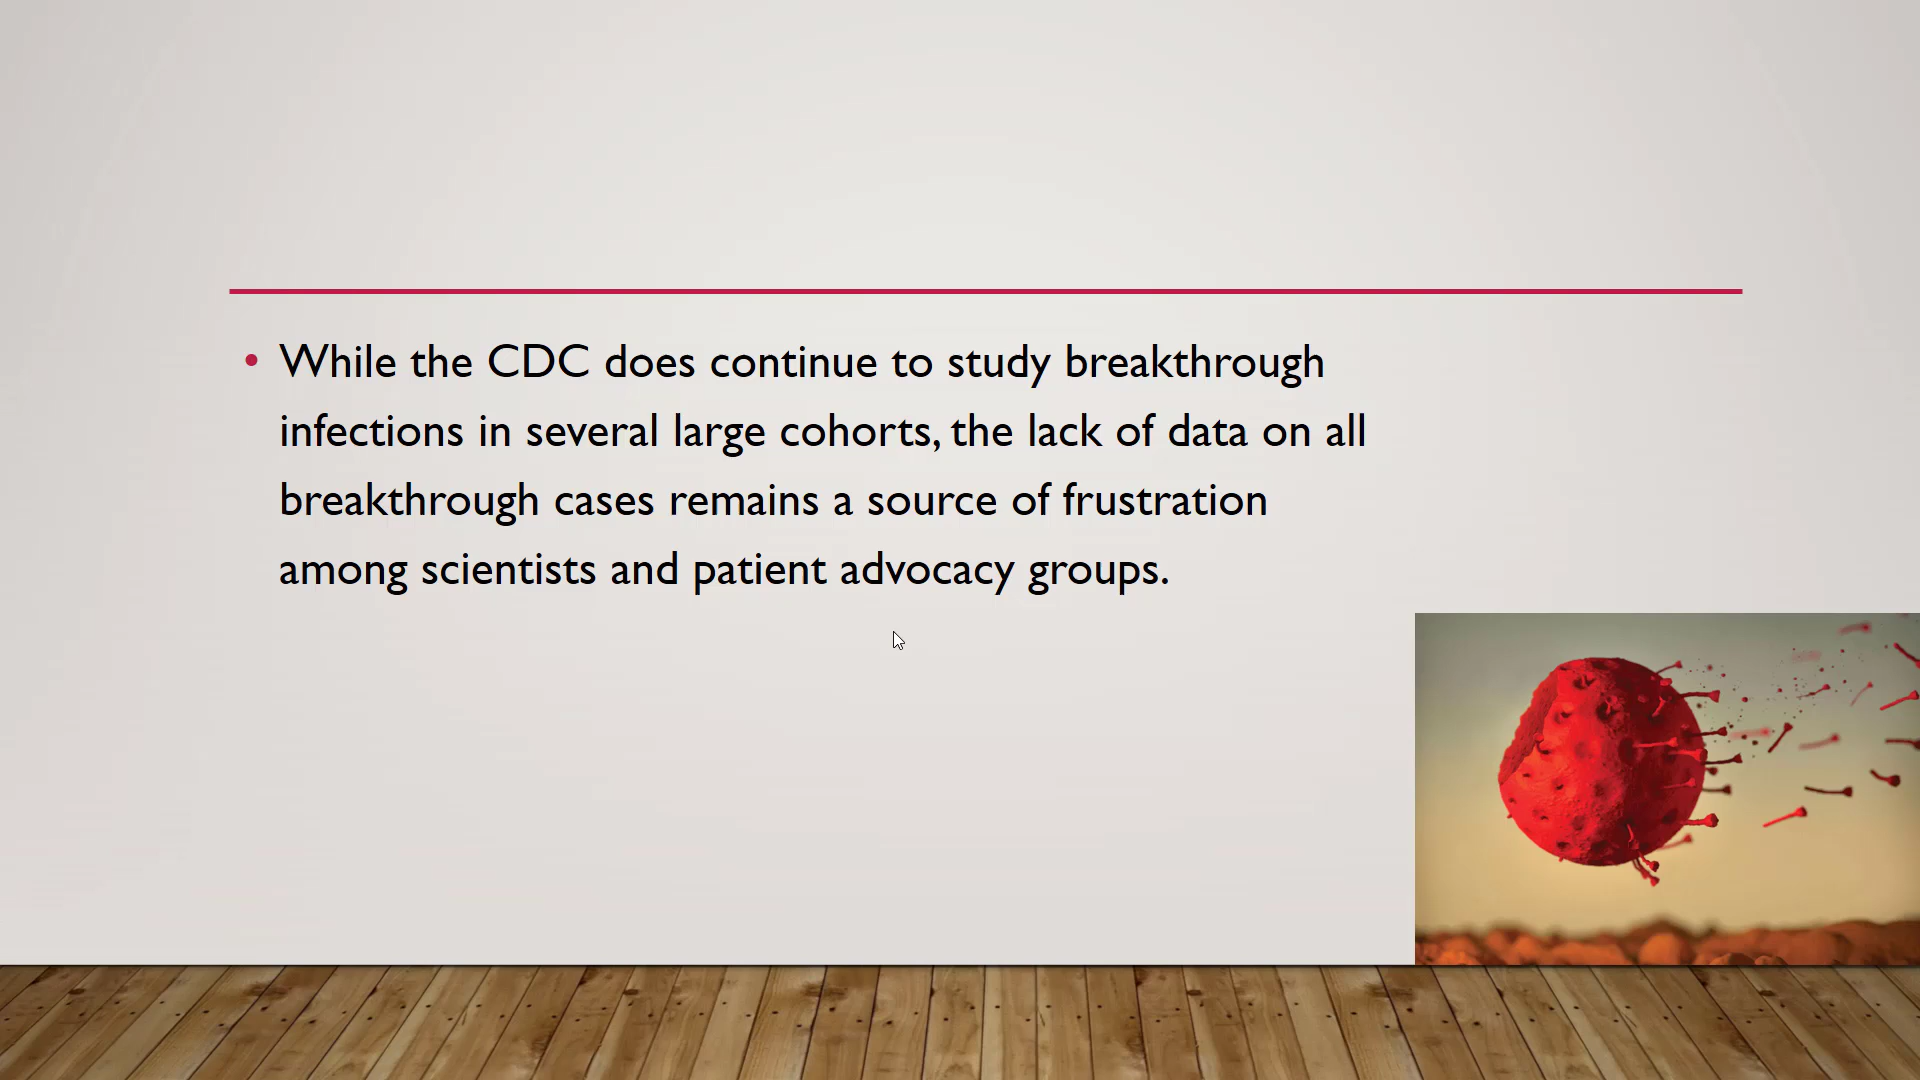 • While the CDC does continue to study breakthrough
infections in several large cohorts, the lack of data on all
breakthrough cases remains a source of frustration
among scientists and patient advocacy groups.